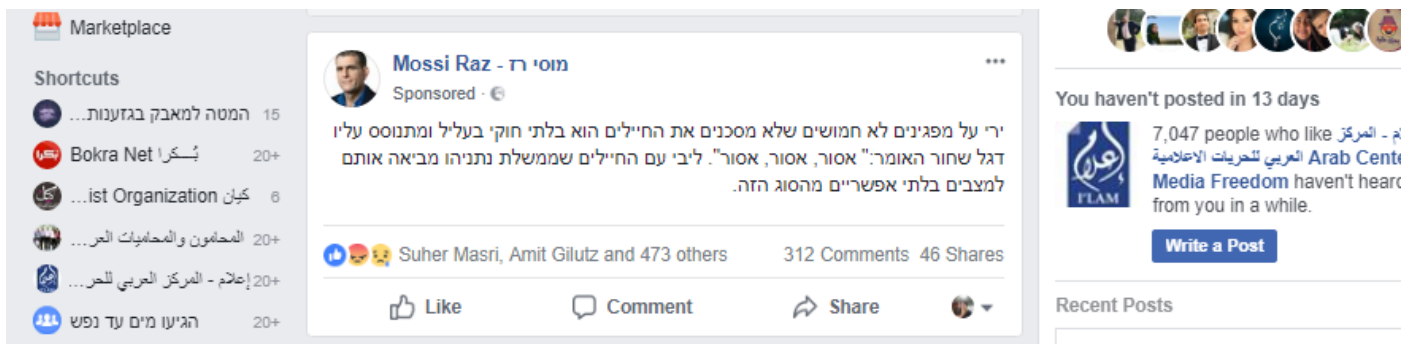 Marketplace
Shortcuts
המטה למאבק בגזענות... 15
بُـكرا Bokra Net 20+
كيان ist Organization... 6
المحامون والمحاميات العر... 20+
إعلام - المركز العربي للحر... 20+
הגיעו מים עד נפש 20+
Mossi Raz - מוסי רז
Sponsored ·
ירי על מפגינים לא חמושים שלא מסכנים את החיילים הוא בלתי חוקי בעליל ומתנוסס עליו
דגל שחור האומר:" אסור, אסור, אסור". ליבי עם החיילים שממשלת נתניהו מביאה אותם
למצבים בלתי אפשריים מהסוג הזה.
Suher Masri, Amit Gilutz and 473 others 312 Comments 46 Shares
Like Comment Share
You haven't posted in 13 days
7,047 people who like المركز -
العربي للحريات الاعلامية Arab
Media Freedom haven't heard
from you in a while.
Write a Post
Recent Posts
إعلام
I'LAM